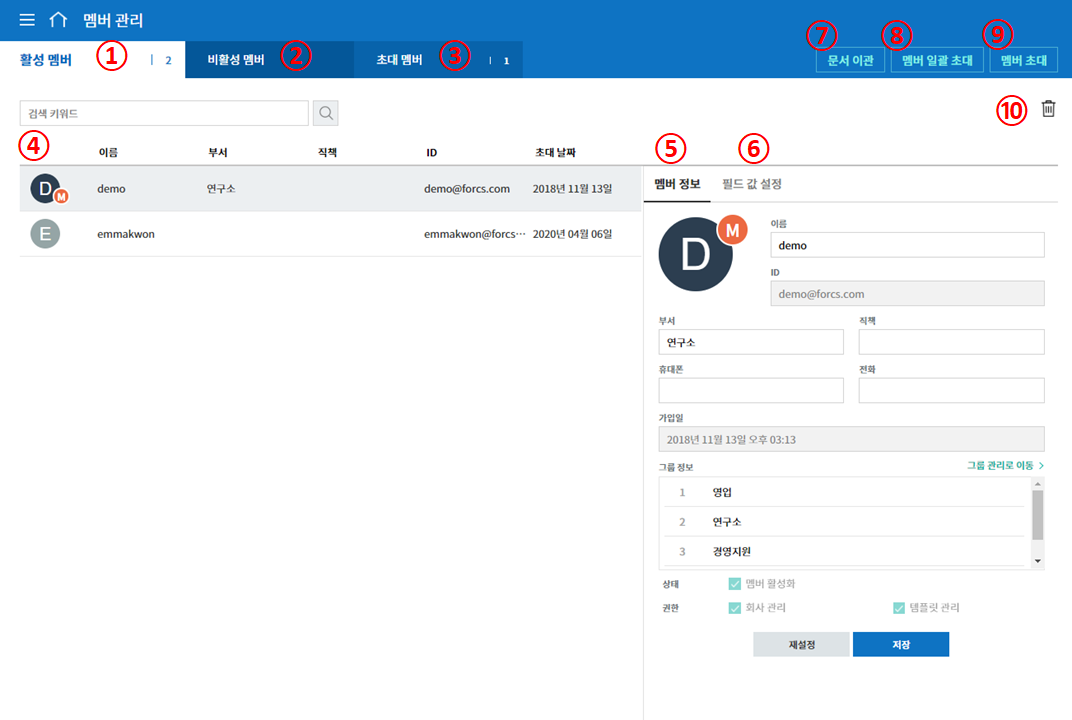 멤버 관리
활성 멤버 ① | 2 비활성 멤버 ② 초대 멤버 ③ | 1 ⑦ 문서 이관 ⑧ 멤버 일괄 초대 ⑨ 멤버 초대
검색 키워드 ⑩
④ 이름 부서 직책 ID 초대 날짜
D M demo 연구소 demo@forcs.com 2018년 11월 13일
E emmakwon emmakwon@forcs⋯ 2020년 04월 06일
⑤ ⑥
멤버 정보 필드 값 설정
D M
이름
demo
ID
demo@forcs.com
부서 직책
연구소
휴대폰 전화
가입일
2018년 11월 13일 오후 03:13
그룹 정보 그룹 관리로 이동 >
1 영업
2 연구소
3 경영지원
상태 멤버 활성화
권한 회사 관리 템플릿 관리
재설정 저장